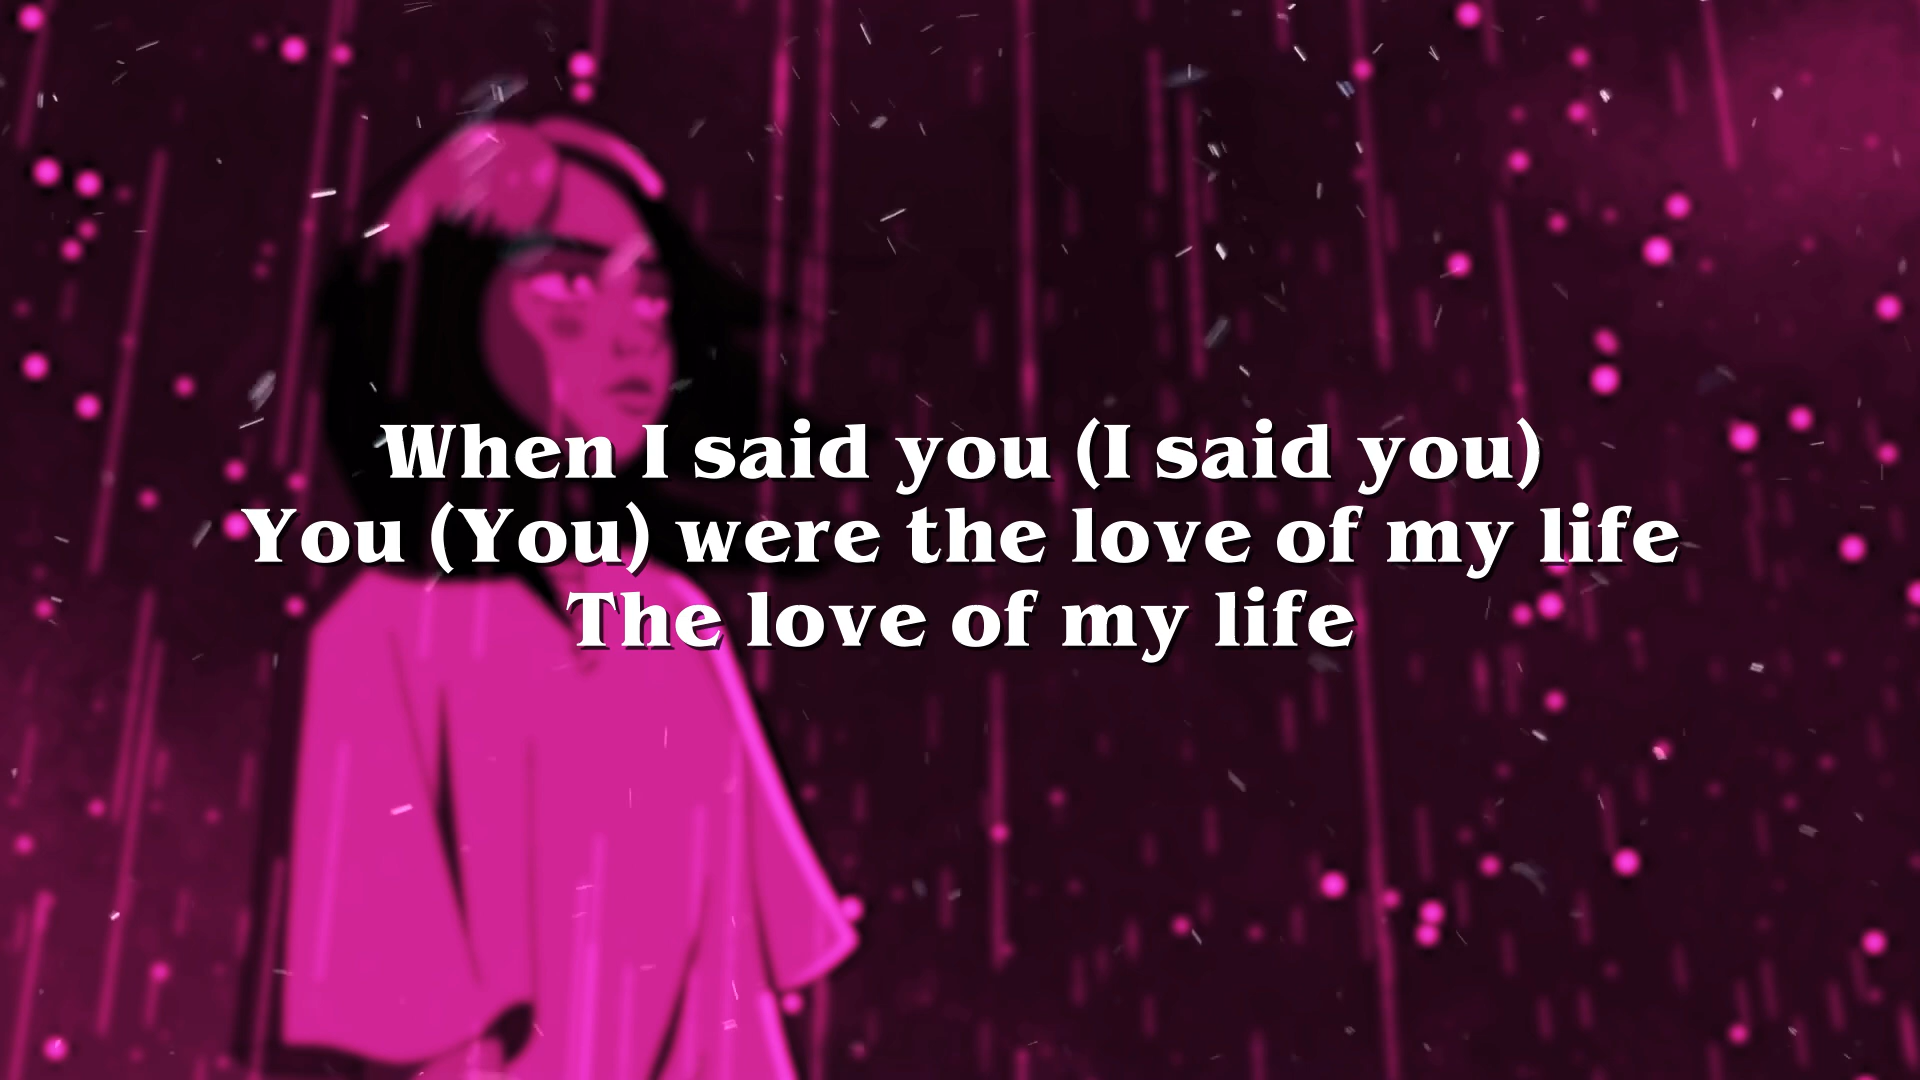 When I said you (I said you)
You (You) were the love of my life
The love of my life